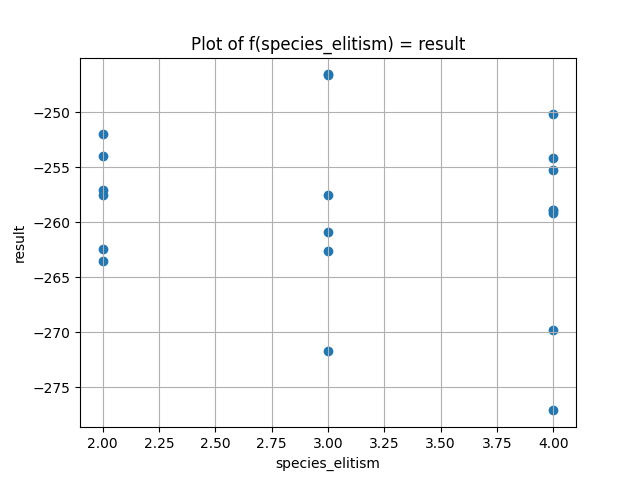 Plot of f(species_elitism) = result
−250
−255
−260
−265
−270
−275
result
2.00 2.25 2.50 2.75 3.00 3.25 3.50 3.75 4.00
species_elitism